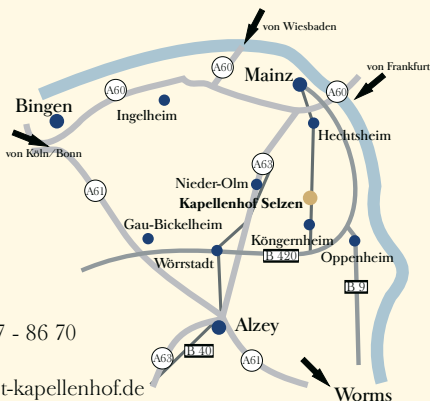 von Wiesbaden
A60
Mainz
von Frankfurt
A60
A60
Bingen
Ingelheim
Hechtsheim
von Köln/Bonn
A63
Nieder-Olm
A61
Kapellenhof Selzen
Gau-Bickelheim
Köngernheim
Wörrstadt
B 420
Oppenheim
B 9
7 - 86 70
Alzey
A63
B 40
A61
t-kapellenhof.de
Worms